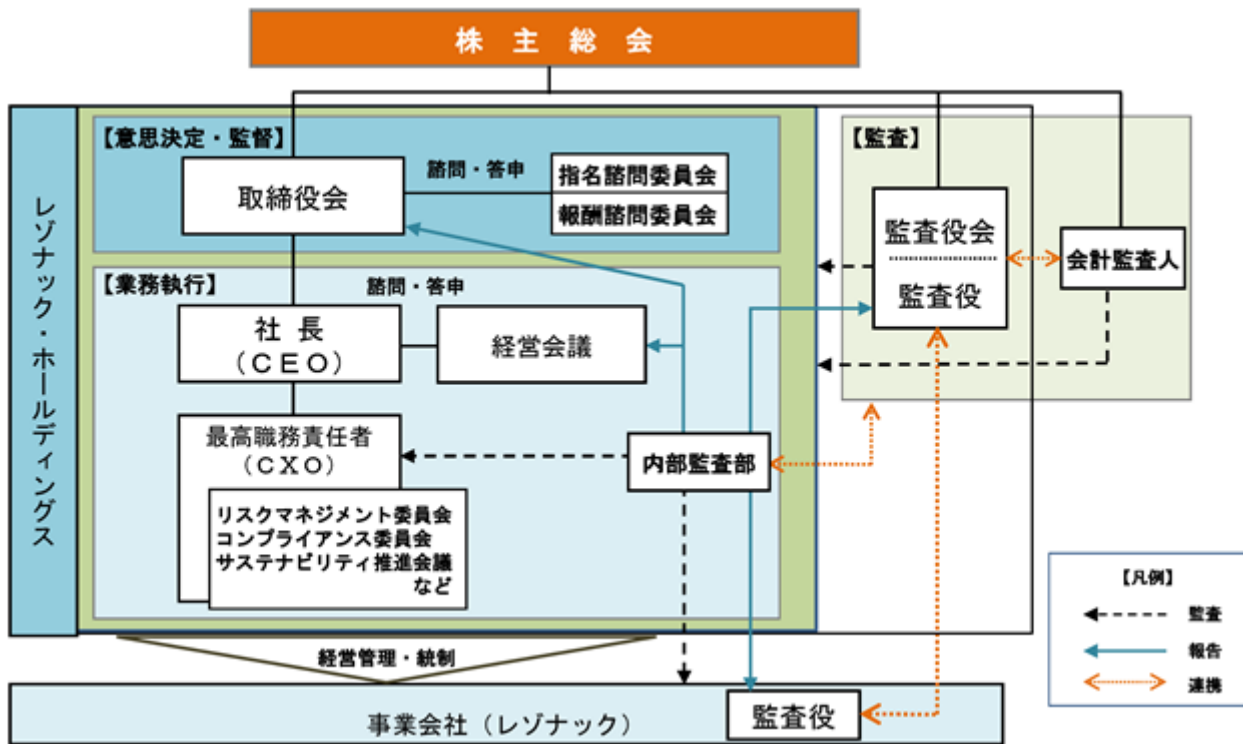 株 主 総 会
レゾナック・ホールディングス
【意思決定・監督】
取締役会
諮問・答申
指名諮問委員会
報酬諮問委員会
【業務執行】
諮問・答申
社 長
(CEO)
経営会議
最高職務責任者
(CXO)
リスクマネジメント委員会
コンプライアンス委員会
サステナビリティ推進会議
など
内部監査部
【監査】
監査役会
監査役
会計監査人
経営管理・統制
事業会社(レゾナック)
監査役
【凡例】
監査
報告
連携